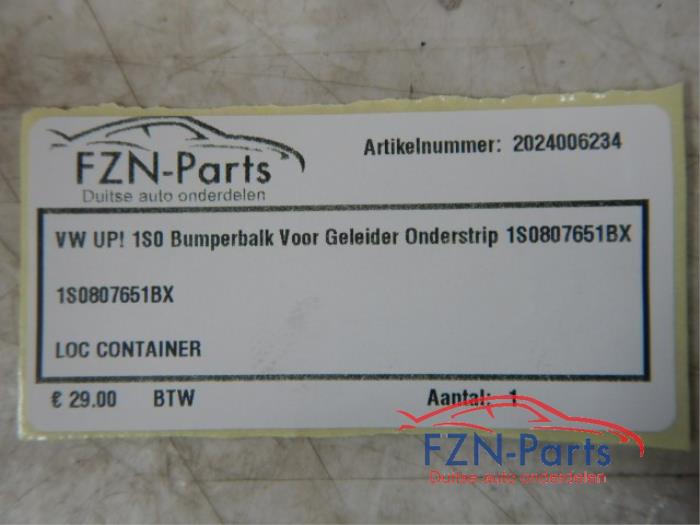 FZN-Parts
Duitse auto onderdelen
Artikelnummer: 2024006234
VW UP! 1S0 Bumperbalk Voor Geleider Onderstrip 1S0807651BX
1S0807651BX
LOC CONTAINER
€ 29.00 BTW Aantal: 1
FZN-Parts
Duitse auto onderdelen